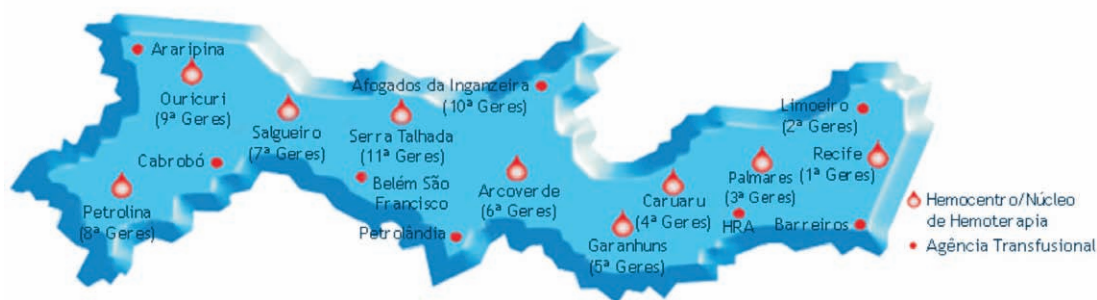 Araripina
Ouricuri
(9ª Geres)
Salgueiro
(7ª Geres)
Cabrobó
Petrolina
(8ª Geres)
Afogados da Inganzeira
(10ª Geres)
Serra Talhada
(11ª Geres)
Belém São
Francisco
Petrolândia
Arcoverde
(6ª Geres)
Garanhuns
(5ª Geres)
Caruaru
(4ª Geres)
HRA
Limoeiro
(2ª Geres)
Palmares
(3ª Geres)
Recife
(1ª Geres)
Barreiros
Hemocentro/Núcleo
de Hemoterapia
Agência Transfusional